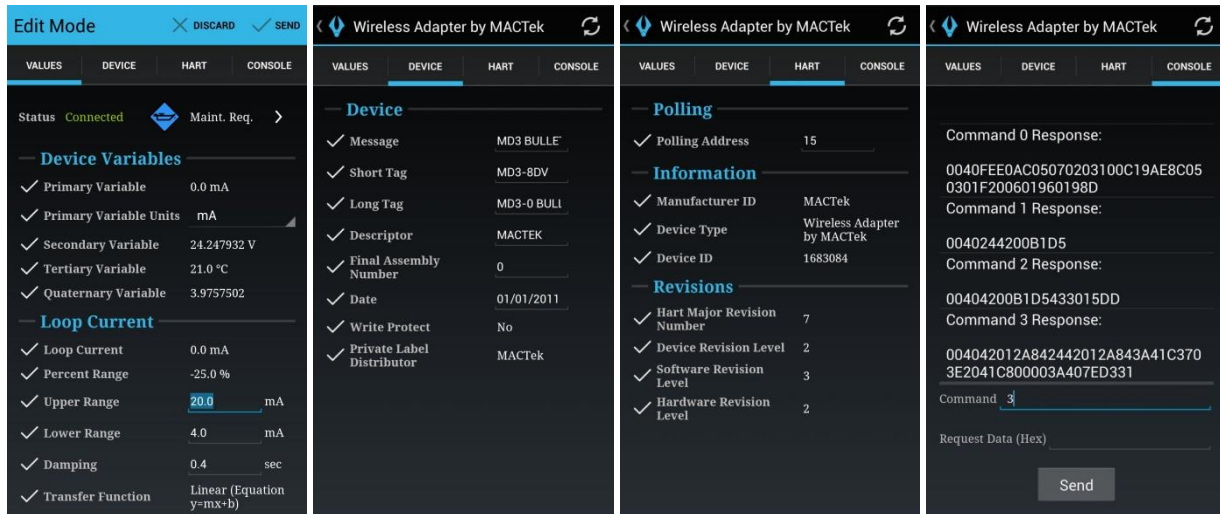 Edit Mode
DISCARD
SEND
VALUES DEVICE HART CONSOLE
Status Connected Maint. Req.
Device Variables
Primary Variable 0.0 mA
Primary Variable Units mA
Secondary Variable 24.247932 V
Tertiary Variable 21.0 °C
Quaternary Variable 3.9757502
Loop Current
Loop Current 0.0 mA
Percent Range -25.0 %
Upper Range 20.0 mA
Lower Range 4.0 mA
Damping 0.4 sec
Transfer Function Linear (Equation
y=mx+b)
Wireless Adapter by MACTek
VALUES DEVICE HART CONSOLE
Device
Message MD3 BULLE
Short Tag MD3-8DV
Long Tag MD3-0 BULL
Descriptor MACTEK
Final Assembly
Number 0
Date 01/01/2011
Write Protect No
Private Label
Distributor MACTek
Wireless Adapter by MACTek
VALUES DEVICE HART CONSOLE
Polling
Polling Address 15
Information
Manufacturer ID MACTek
Device Type Wireless Adapter
by MACTek
Device ID 1683084
Revisions
Hart Major Revision
Number 7
Device Revision Level 2
Software Revision
Level 3
Hardware Revision
Level 2
Wireless Adapter by MACTek
VALUES DEVICE HART CONSOLE
Command 0 Response:
0040FEE0AC05070203100C19AE8C05
0301F200601960198D
Command 1 Response:
0040244200B1D5
Command 2 Response:
00404200B1D5433015DD
Command 3 Response:
004042012A842442012A843A41C370
3E2041C800003A407ED331
Command 3
Request Data (Hex)
Send